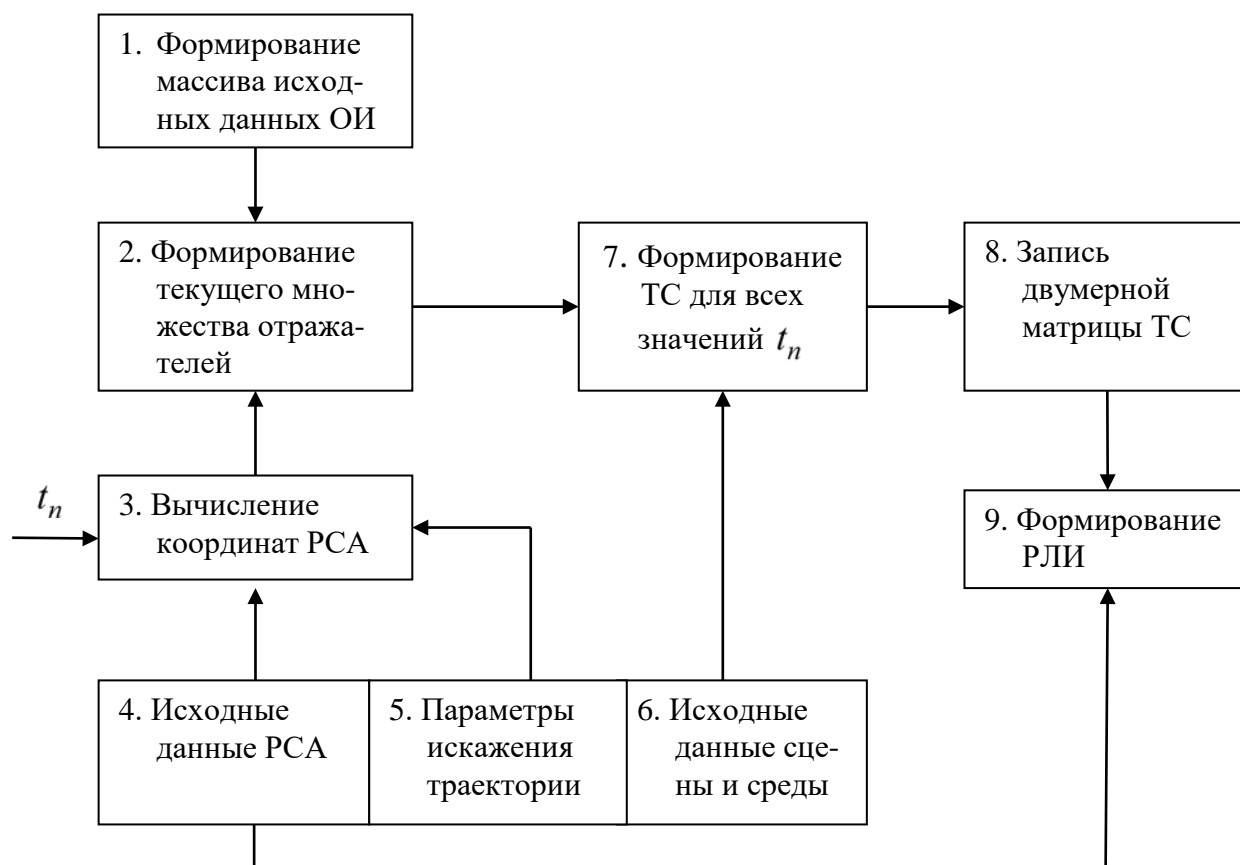 1. Формирование
массива исход-
ных данных ОИ
2. Формирование
текущего мно-
жества отража-
телей
7. Формирование
ТС для всех
значений tₙ
8. Запись
двумерной
матрицы ТС
tₙ
3. Вычисление
координат РСА
9. Формирование
РЛИ
4. Исходные
данные РСА
5. Параметры
искажения
траектории
6. Исходные
данные сце-
ны и среды